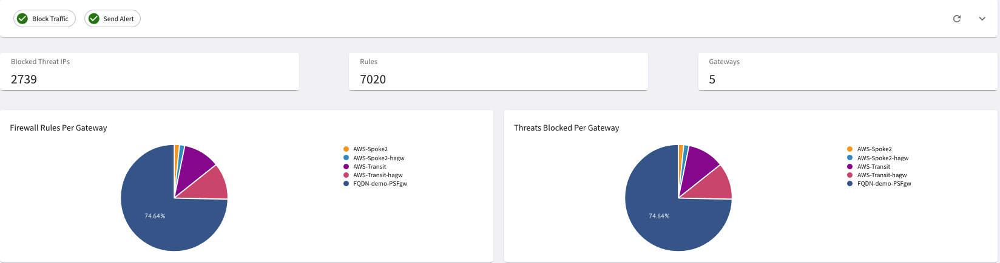 Block Traffic
Send Alert
Blocked Threat IPs
2739
Rules
7020
Gateways
5
Firewall Rules Per Gateway
AWS-Spoke2
AWS-Spoke2-hagw
AWS-Transit
AWS-Transit-hagw
FQDN-demo-PSFgw
74.64%
Threats Blocked Per Gateway
AWS-Spoke2
AWS-Spoke2-hagw
AWS-Transit
AWS-Transit-hagw
FQDN-demo-PSFgw
74.64%